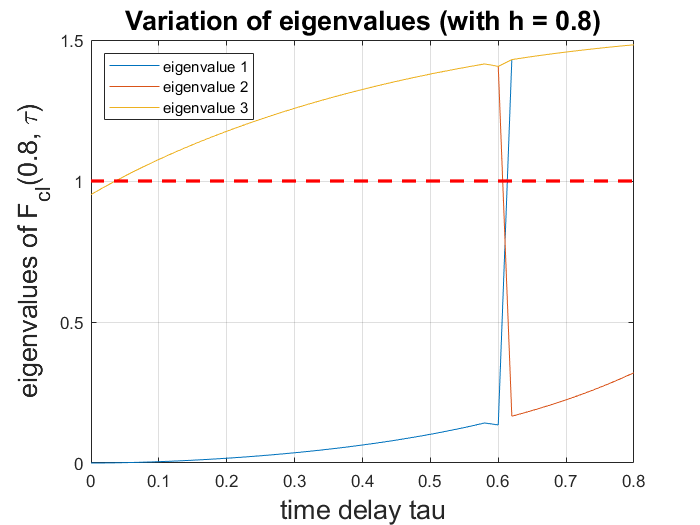 Variation of eigenvalues (with h = 0.8)
eigenvalues of F_cl(0.8, τ)
1.5
1
0.5
0
eigenvalue 1
eigenvalue 2
eigenvalue 3
0 0.1 0.2 0.3 0.4 0.5 0.6 0.7 0.8
time delay tau